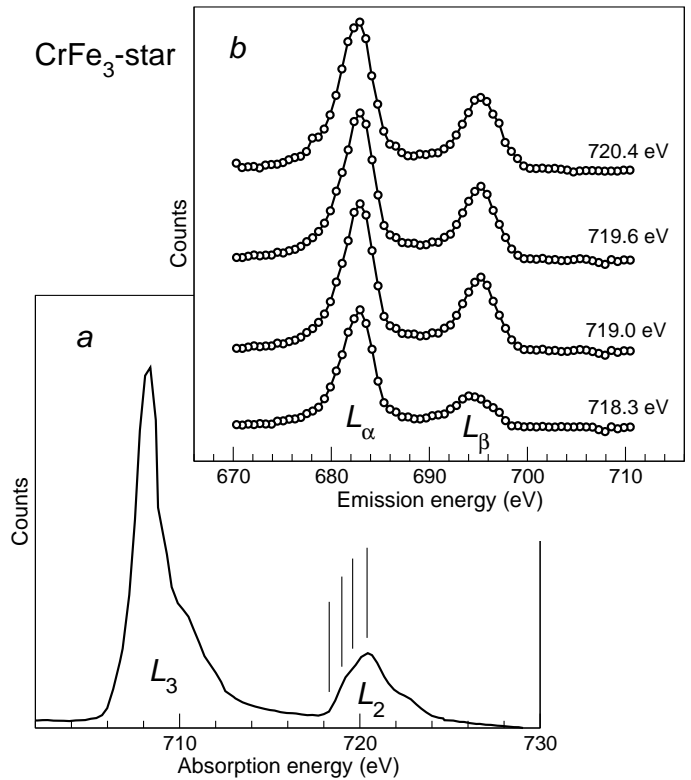 CrFe3-star
b
720.4 eV
719.6 eV
719.0 eV
718.3 eV
Lα
Lβ
Counts
670 680 690 700 710
Emission energy (eV)
a
L3
L2
Counts
710 720 730
Absorption energy (eV)